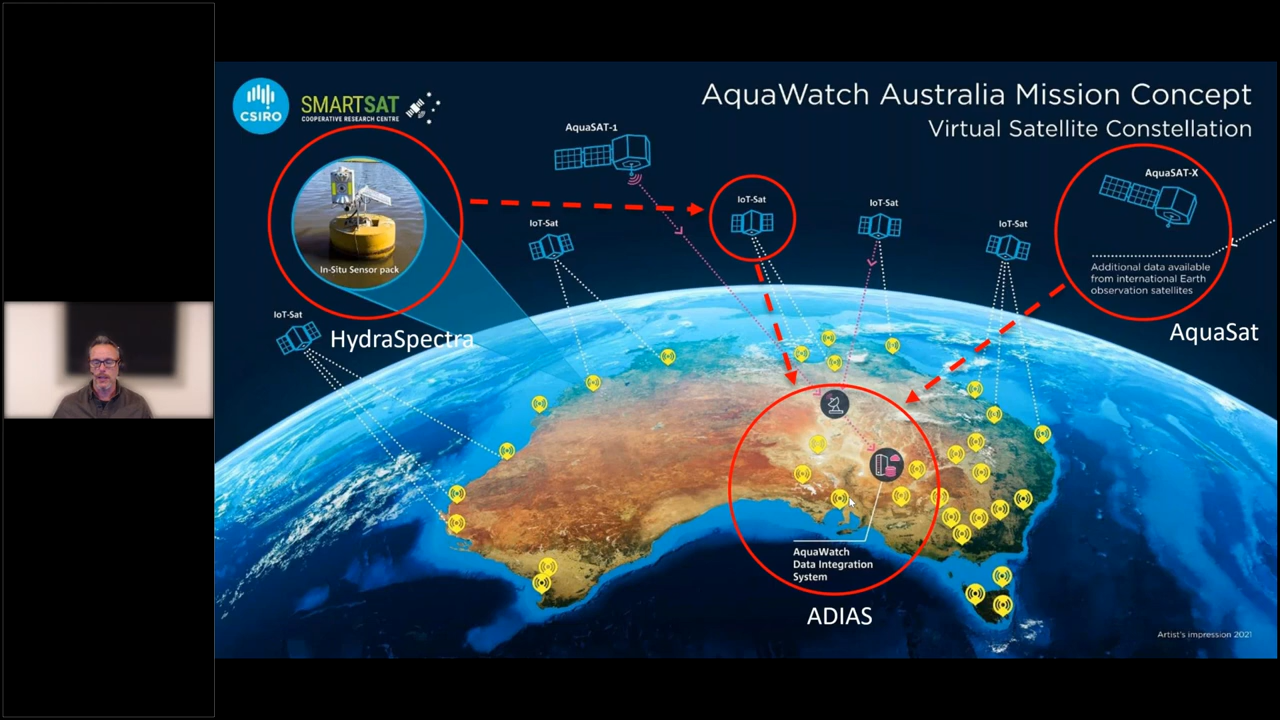 CSIRO
SMARTSAT
COOPERATIVE RESEARCH CENTRE
AquaWatch Australia Mission Concept
Virtual Satellite Constellation
AquaSAT-1
In-Situ Sensor pack
HydraSpectra
IoT-Sat
IoT-Sat
IoT-Sat
IoT-Sat
IoT-Sat
AquaSAT-X
Additional data available
from international Earth
observation satellites
AquaSat
AquaWatch
Data Integration
System
ADIAS
Artist's impression 2021